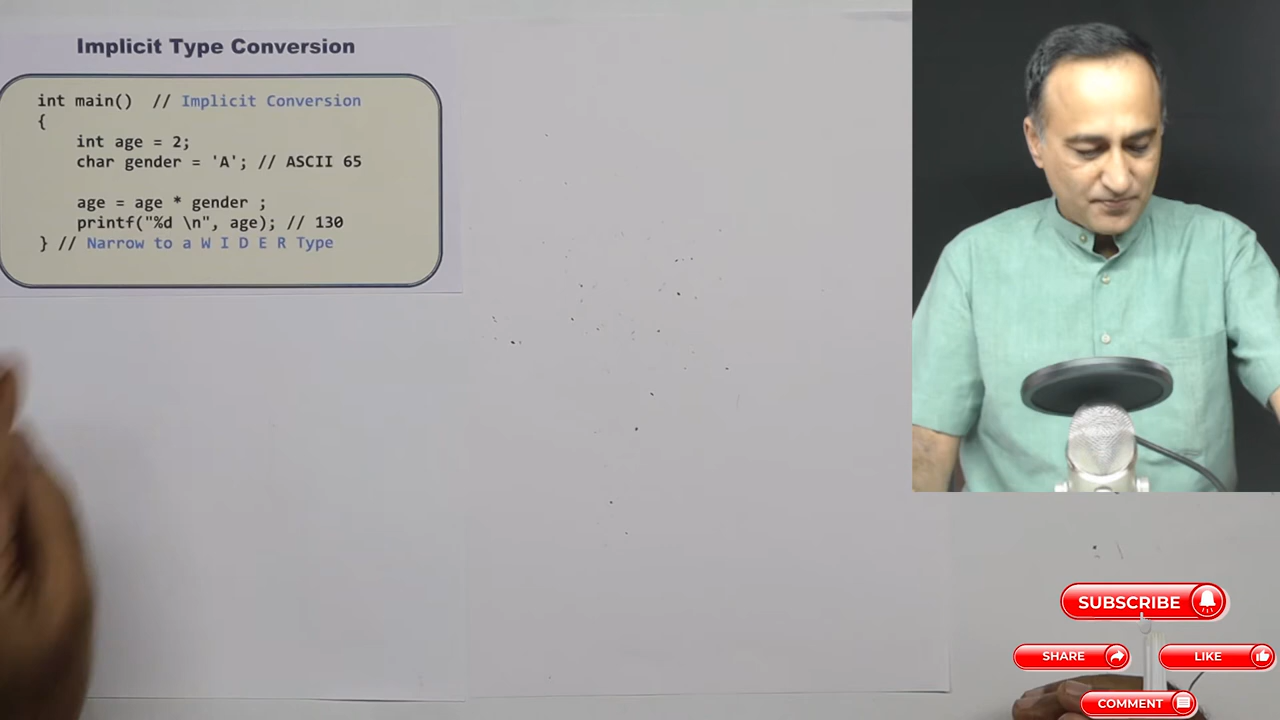 Implicit Type Conversion
int main()  // Implicit Conversion
{
    int age = 2;
    char gender = 'A'; // ASCII 65
    age = age * gender ;
    printf("%d \n", age); // 130
} // Narrow to a W I D E R Type
SUBSCRIBE
SHARE
LIKE
COMMENT